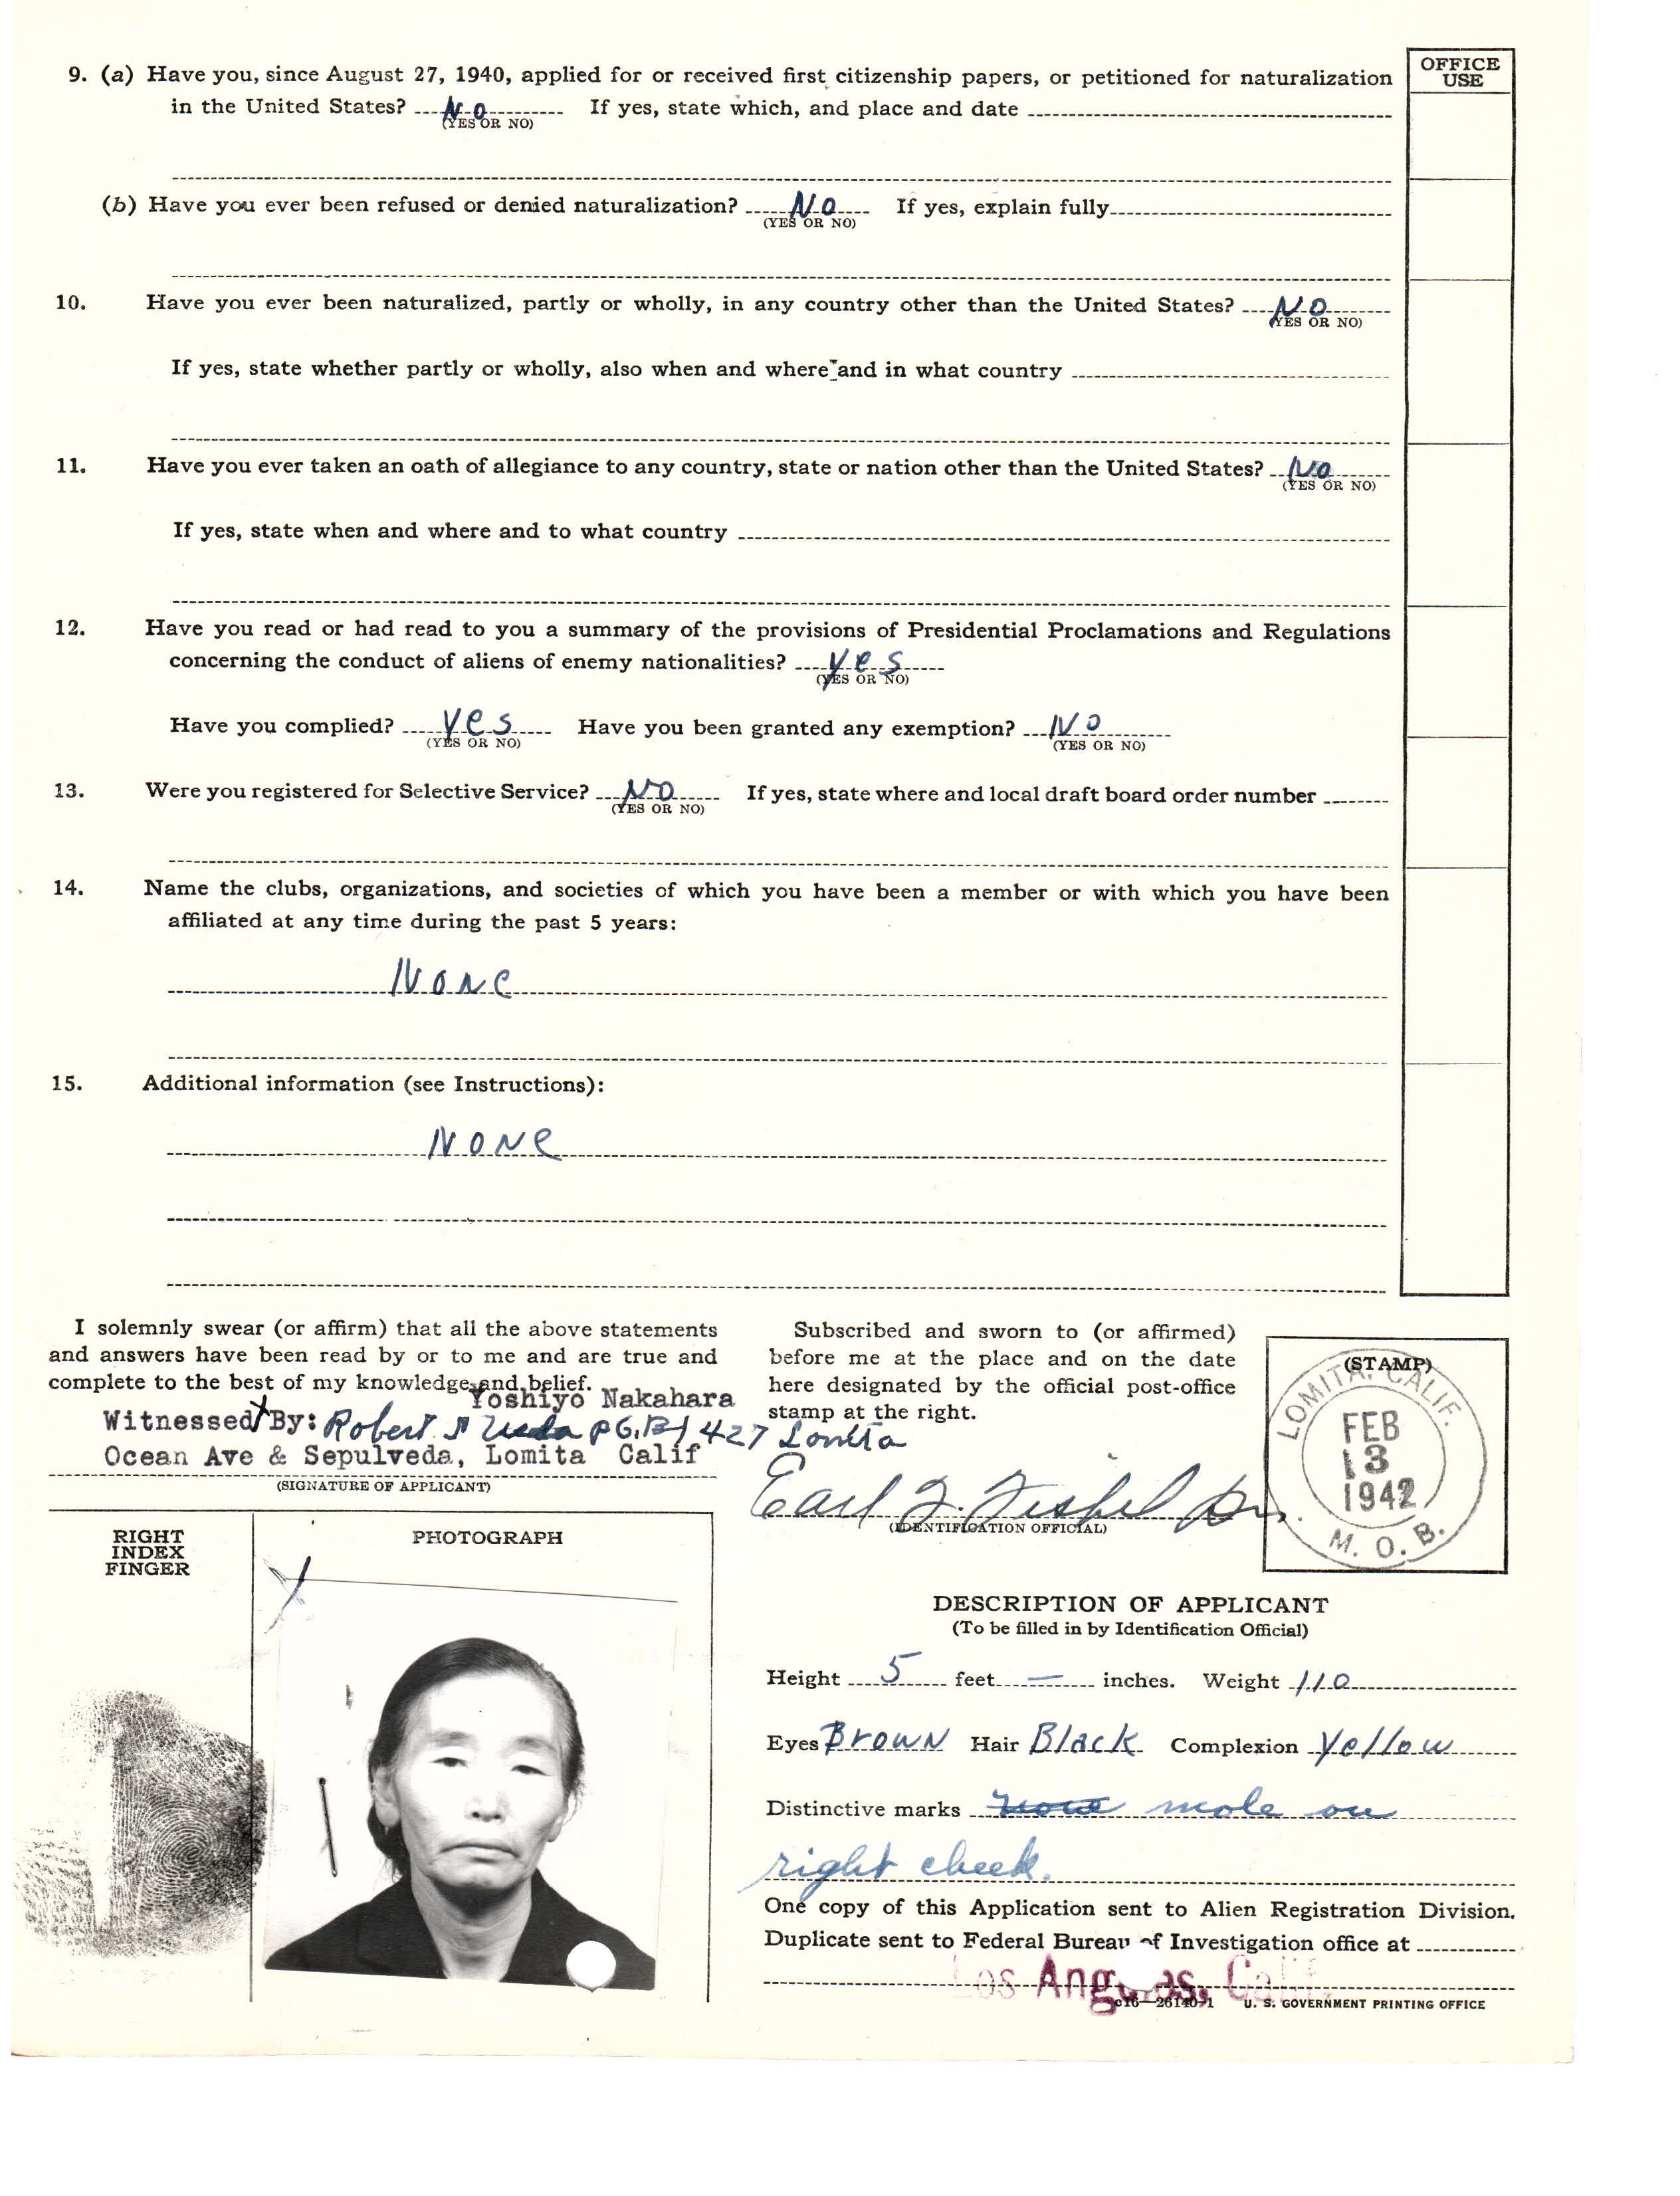 OFFICE
USE
9. (a) Have you, since August 27, 1940, applied for or received first citizenship papers, or petitioned for naturalization
in the United States? No If yes, state which, and place and date
(YES OR NO)
(b) Have you ever been refused or denied naturalization? No If yes, explain fully
(YES OR NO)
10. Have you ever been naturalized, partly or wholly, in any country other than the United States? No
(YES OR NO)
If yes, state whether partly or wholly, also when and where and in what country
11. Have you ever taken an oath of allegiance to any country, state or nation other than the United States? No
(YES OR NO)
If yes, state when and where and to what country
12. Have you read or had read to you a summary of the provisions of Presidential Proclamations and Regulations
concerning the conduct of aliens of enemy nationalities? yes
(YES OR NO)
Have you complied? yes Have you been granted any exemption? No
(YES OR NO) (YES OR NO)
13. Were you registered for Selective Service? No If yes, state where and local draft board order number
(YES OR NO)
14. Name the clubs, organizations, and societies of which you have been a member or with which you have been
affiliated at any time during the past 5 years:
None
15. Additional information (see Instructions):
None
I solemnly swear (or affirm) that all the above statements
and answers have been read by or to me and are true and
complete to the best of my knowledge and belief.
Yoshiyo Nakahara
X
Witnessed By: Robert 427 Lomita
Ocean Ave & Sepulveda, Lomita Calif
(SIGNATURE OF APPLICANT)
Subscribed and sworn to (or affirmed)
before me at the place and on the date
here designated by the official post-office
stamp at the right.
Earl
(IDENTIFICATION OFFICIAL)
(STAMP)
LOMITA, CALIF.
FEB
13
1942
M. O. B.
RIGHT
INDEX
FINGER
PHOTOGRAPH
X
DESCRIPTION OF APPLICANT
(To be filled in by Identification Official)
Height 5 feet — inches. Weight 110
Eyes Brown Hair Black Complexion Yellow
Distinctive marks mole on
right cheek.
One copy of this Application sent to Alien Registration Division.
Duplicate sent to Federal Bureau of Investigation office at
Los Angeles, Calif.
c16—26140-1 U. S. GOVERNMENT PRINTING OFFICE